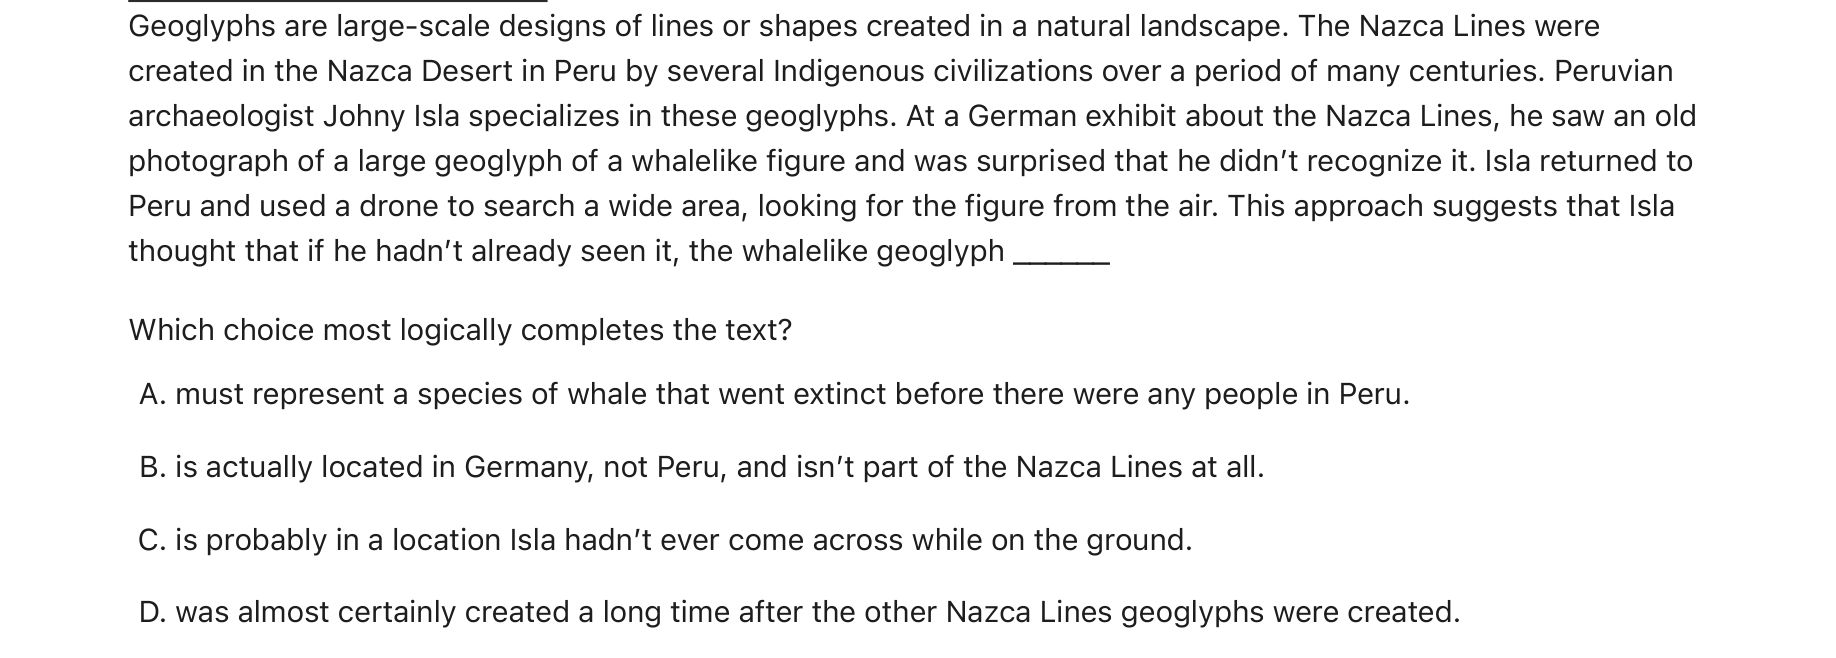 Geoglyphs are large-scale designs of lines or shapes created in a natural landscape. The Nazca Lines were
created in the Nazca Desert in Peru by several Indigenous civilizations over a period of many centuries. Peruvian
archaeologist Johny Isla specializes in these geoglyphs. At a German exhibit about the Nazca Lines, he saw an old
photograph of a large geoglyph of a whalelike figure and was surprised that he didn’t recognize it. Isla returned to
Peru and used a drone to search a wide area, looking for the figure from the air. This approach suggests that Isla
thought that if he hadn’t already seen it, the whalelike geoglyph ______
Which choice most logically completes the text?
A. must represent a species of whale that went extinct before there were any people in Peru.
B. is actually located in Germany, not Peru, and isn’t part of the Nazca Lines at all.
C. is probably in a location Isla hadn’t ever come across while on the ground.
D. was almost certainly created a long time after the other Nazca Lines geoglyphs were created.